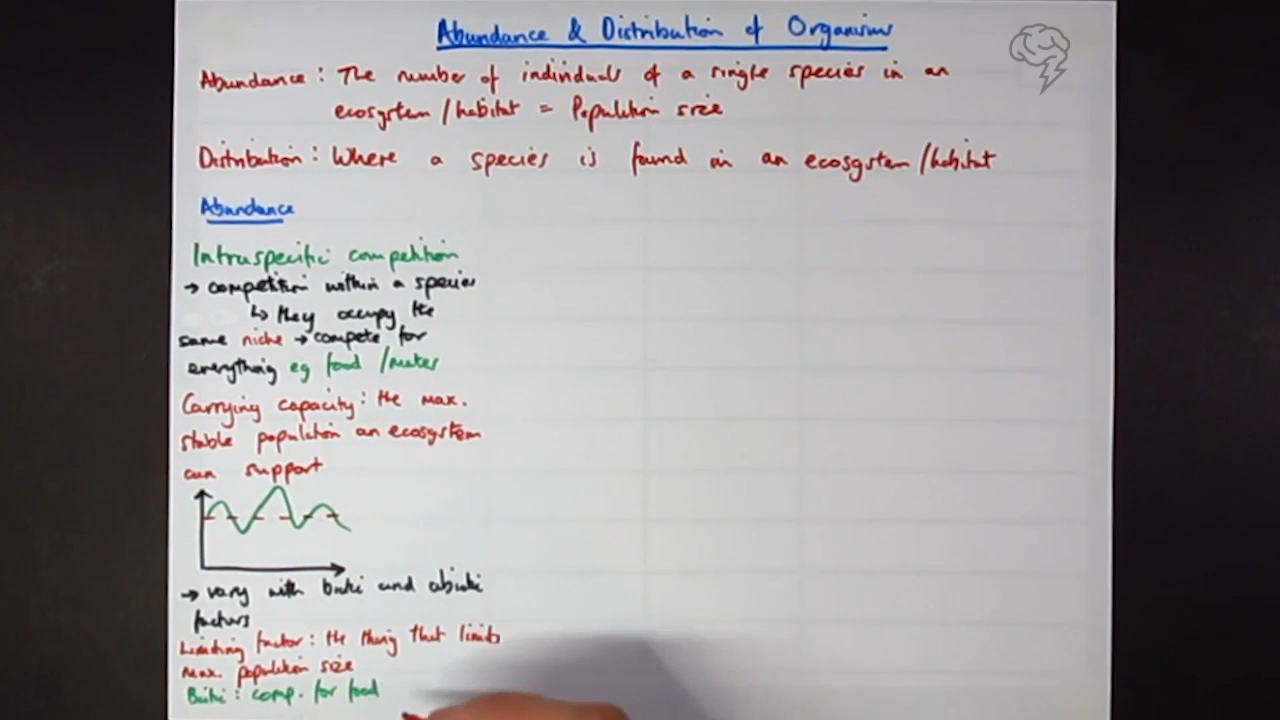 Abundance & Distribution of Organisms
Abundance: The number of individuals of a single species in an
ecosystem/habitat = Population size
Distribution: Where a species is found in an ecosystem/habitat
Abundance
Intraspecific competition
→ competition within a species
↳ they occupy the
same niche → compete for
everything eg food/mates
Carrying capacity: the max.
stable population an ecosystem
can support
→ vary with biotic and abiotic
factors
Limiting factor: the thing that limits
max. population size
Biotic: comp. for food